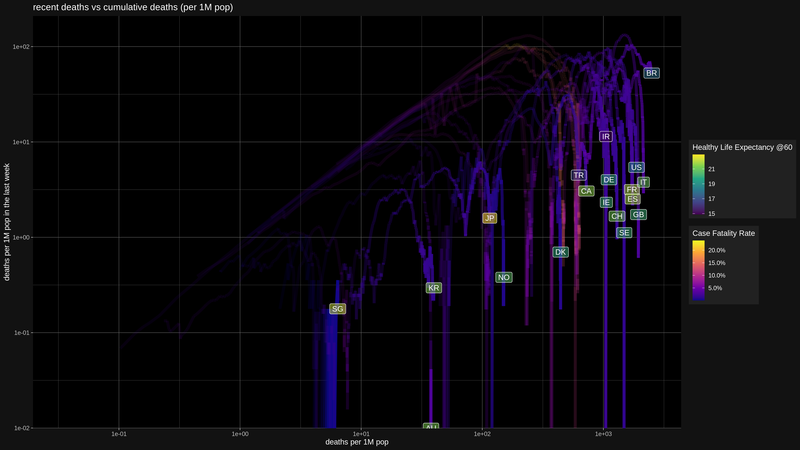 recent deaths vs cumulative deaths (per 1M pop)
1e+02
BR
1e+01
IR
Healthy Life Expectancy @60
21
19
17
15
US
TR
DE
IT
CA
FR
ES
IE
JP
CH
GB
SE
1e+00
DK
Case Fatality Rate
20.0%
15.0%
10.0%
5.0%
NO
KR
SG
1e-01
AU
1e-02
1e-01
1e+00
1e+01
1e+02
1e+03
deaths per 1M pop
deaths per 1M pop in the last week